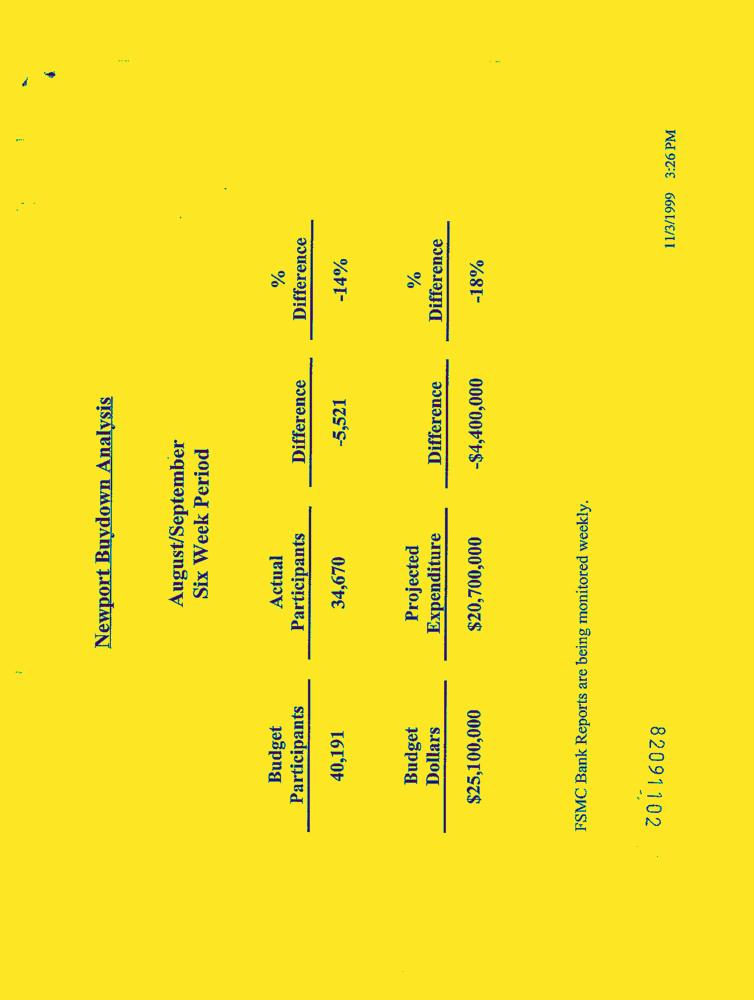 Newport Buydown Analysis
August/September
Six Week Period
Budget Actual %
Participants Participants Difference Difference
40,191 34,670 -5,521 -14%
Budget Projected %
Dollars Expenditure Difference Difference
$25,100,000 $20,700,000 -$4,400,000 -18%
FSMC Bank Reports are being monitored weekly.
11/3/1999 3:26 PM
82091102